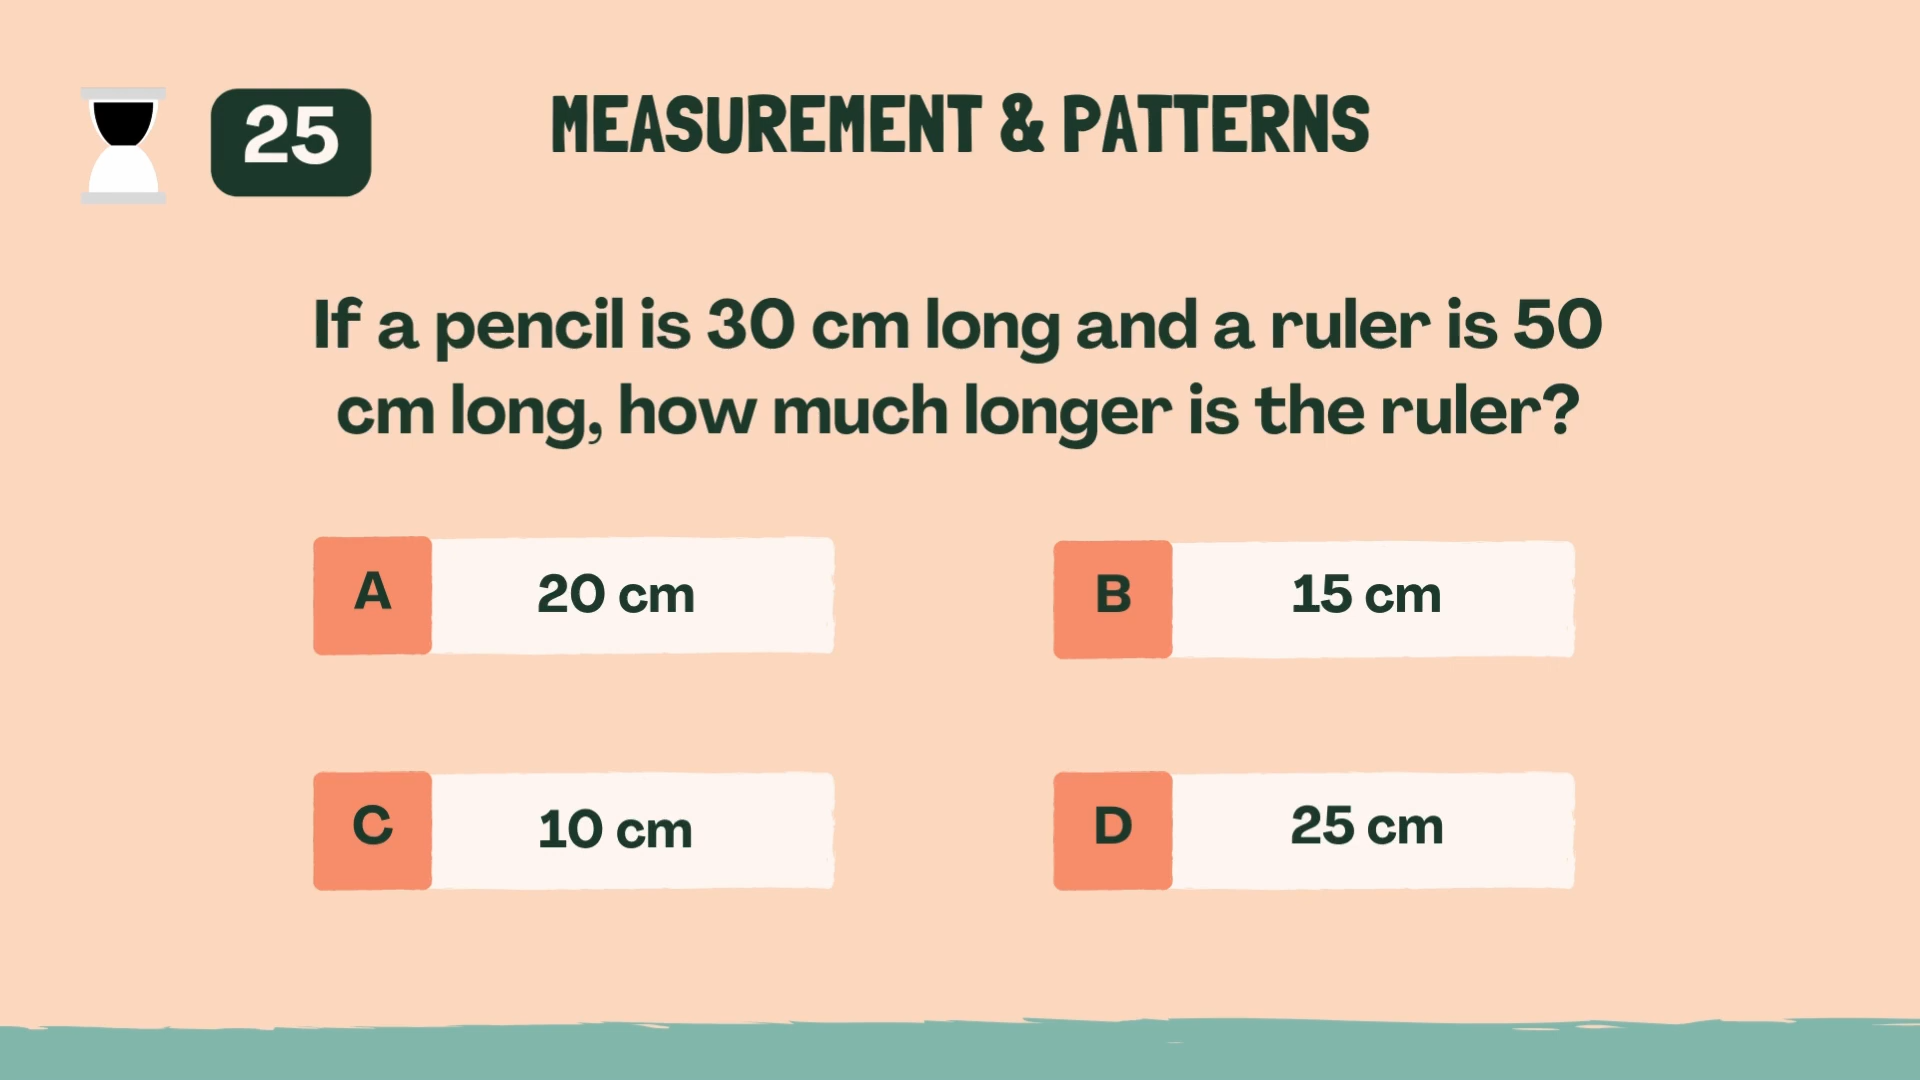 25
MEASUREMENT & PATTERNS
If a pencil is 30 cm long and a ruler is 50
cm long, how much longer is the ruler?
A 20 cm
B 15 cm
C 10 cm
D 25 cm